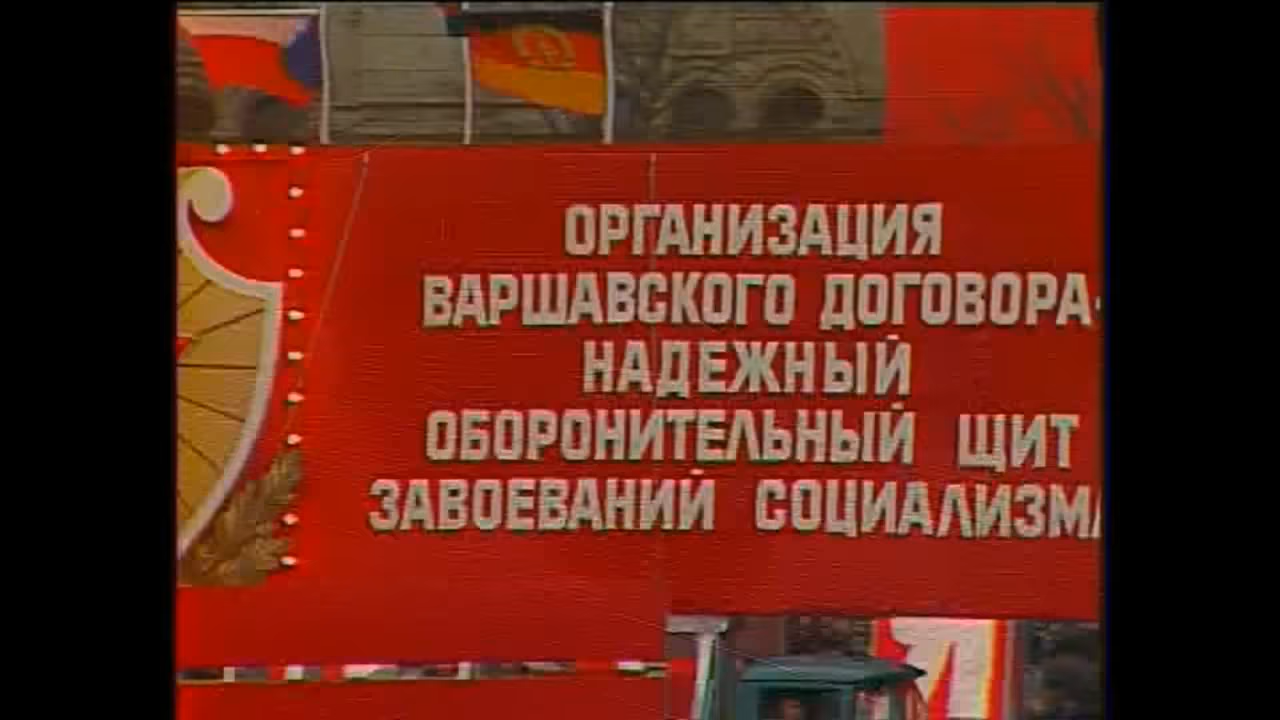 ОРГАНИЗАЦИЯ
ВАРШАВСКОГО ДОГОВОРА-
НАДЕЖНЫЙ
ОБОРОНИТЕЛЬНЫЙ ЩИТ
ЗАВОЕВАНИЙ СОЦИАЛИЗМА